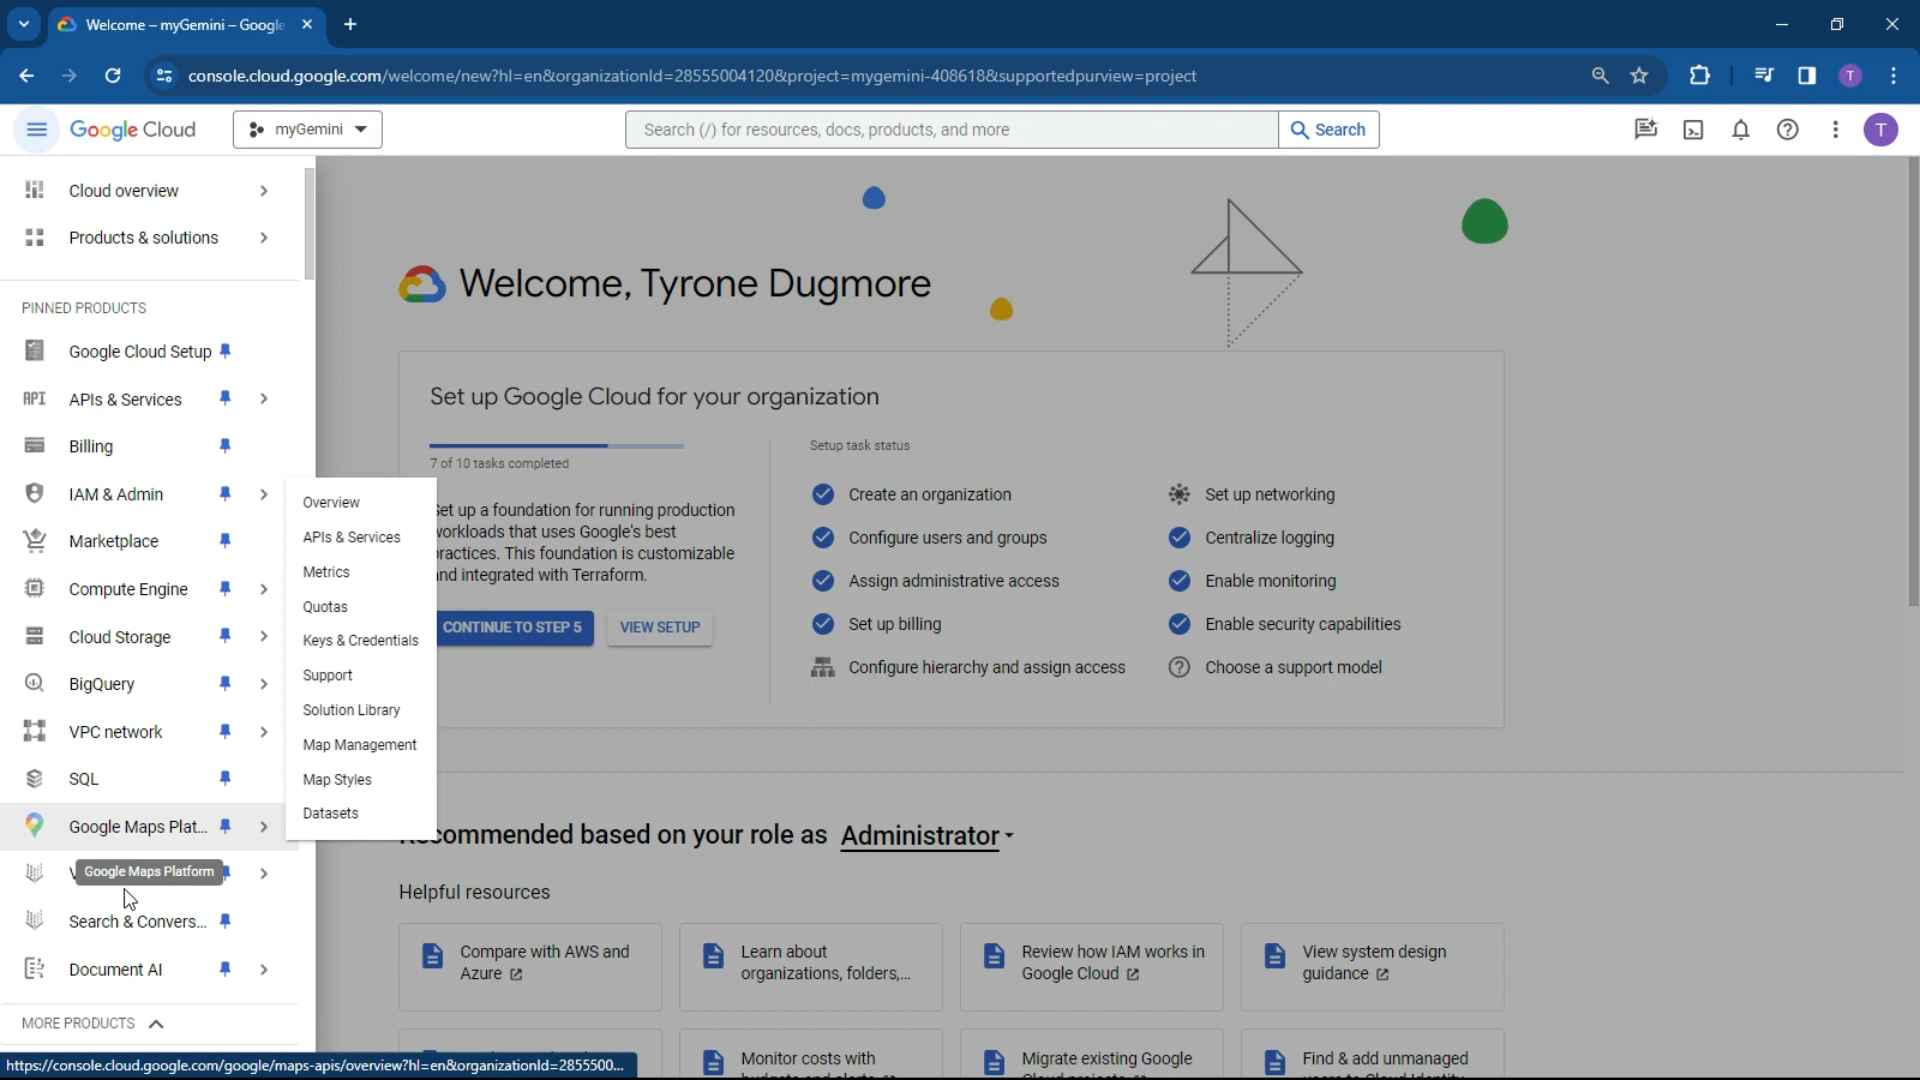 Welcome – myGemini – Google
console.cloud.google.com/welcome/new?hl=en&organizationId=28555004120&project=mygemini-408618&supportedpurview=project
T
Google Cloud
myGemini
Search (/) for resources, docs, products, and more
Search
T
Cloud overview
Products & solutions
PINNED PRODUCTS
Google Cloud Setup
API APIs & Services
Billing
IAM & Admin
Marketplace
Compute Engine
Cloud Storage
BigQuery
VPC network
SQL
Google Maps Plat...
Google Maps Platform
Search & Convers...
Document AI
MORE PRODUCTS
https://console.cloud.google.com/google/maps-apis/overview?hl=en&organizationId=2855500...
Overview
APIs & Services
Metrics
Quotas
Keys & Credentials
Support
Solution Library
Map Management
Map Styles
Datasets
Welcome, Tyrone Dugmore
Set up Google Cloud for your organization
7 of 10 tasks completed
et up a foundation for running production
orkloads that uses Google's best
ractices. This foundation is customizable
nd integrated with Terraform.
CONTINUE TO STEP 5
VIEW SETUP
Setup task status
Create an organization
Configure users and groups
Assign administrative access
Set up billing
Configure hierarchy and assign access
Set up networking
Centralize logging
Enable monitoring
Enable security capabilities
Choose a support model
commended based on your role as Administrator
Helpful resources
Compare with AWS and
Azure
Learn about
organizations, folders,...
Review how IAM works in
Google Cloud
View system design
guidance
Monitor costs with
Migrate existing Google
Find & add unmanaged